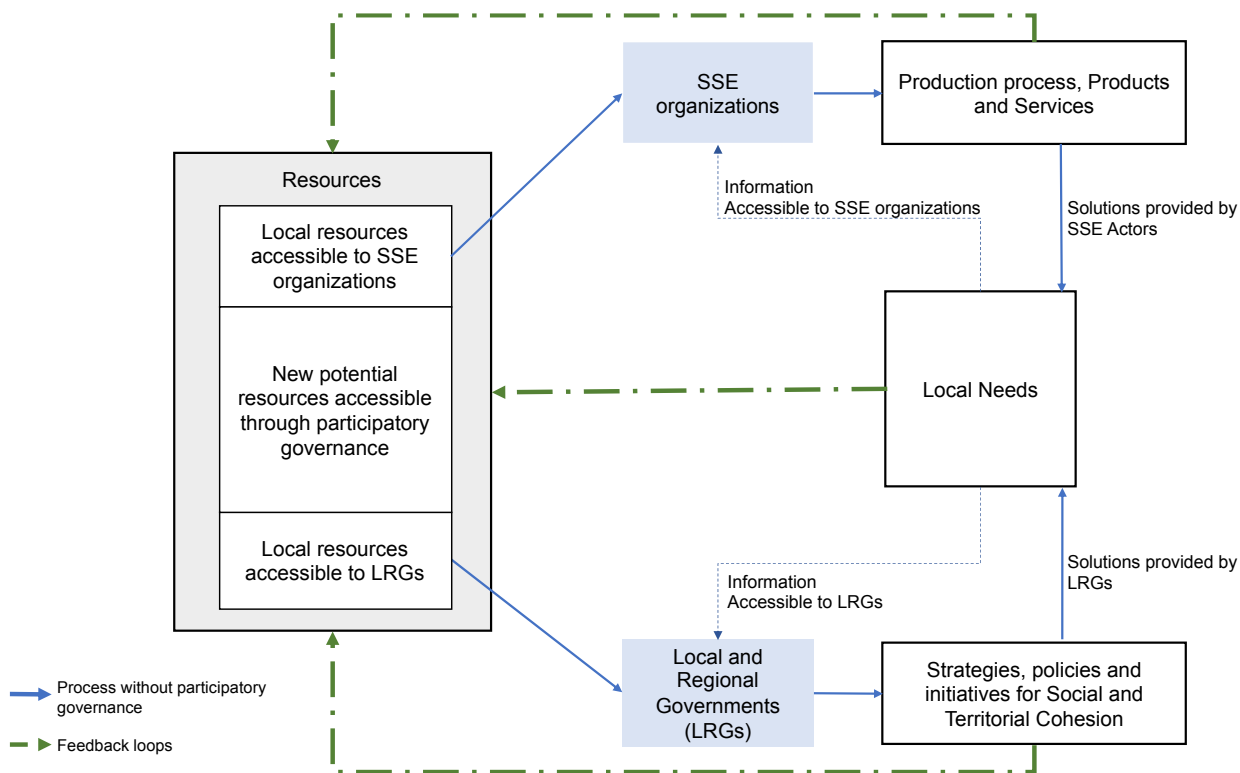 SSE
organizations
Production process, Products
and Services
Resources
Local resources
accessible to SSE
organizations
New potential
resources accessible
through participatory
governance
Local resources
accessible to LRGs
Information
Accessible to SSE organizations
Solutions provided by
SSE Actors
Local Needs
Information
Accessible to LRGs
Solutions provided by
LRGs
Local and
Regional
Governments
(LRGs)
Strategies, policies and
initiatives for Social and
Territorial Cohesion
Process without participatory
governance
Feedback loops